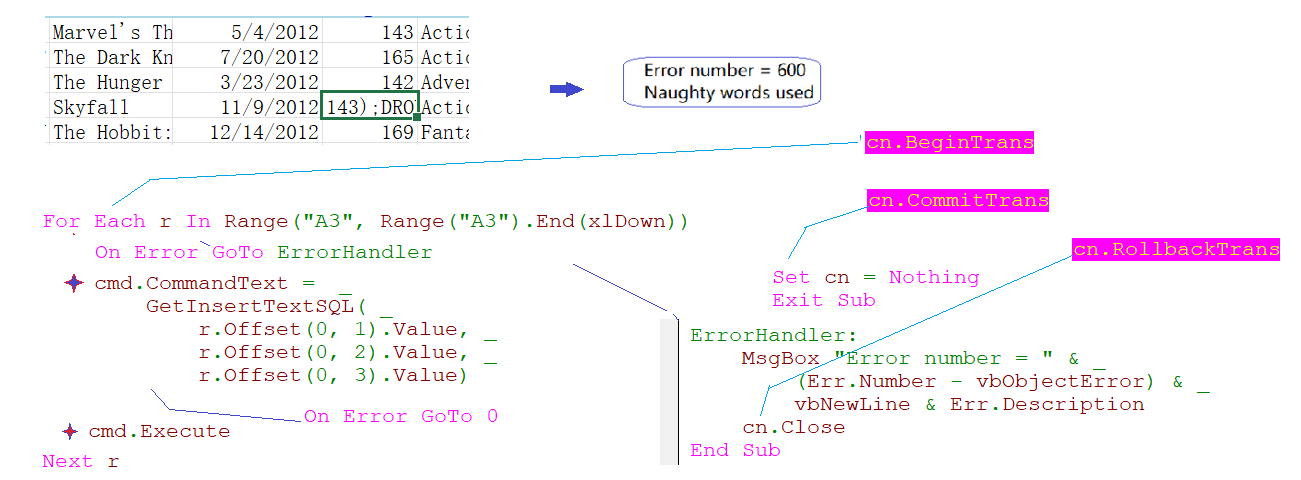 Marvel's Th 5/4/2012 143 Actio
The Dark Kn 7/20/2012 165 Actio
The Hunger 3/23/2012 142 Adven
Skyfall 11/9/2012 143);DRO Actio
The Hobbit: 12/14/2012 169 Fanta
Error number = 600
Naughty words used
cn.BeginTrans
cn.CommitTrans
cn.RollbackTrans
For Each r In Range("A3", Range("A3").End(xlDown))
On Error GoTo ErrorHandler
cmd.CommandText = _
GetInsertTextSQL( _
r.Offset(0, 1).Value, _
r.Offset(0, 2).Value, _
r.Offset(0, 3).Value)
On Error GoTo 0
cmd.Execute
Next r
Set cn = Nothing
Exit Sub
ErrorHandler:
MsgBox "Error number = " & _
(Err.Number - vbObjectError) & _
vbNewLine & Err.Description
cn.Close
End Sub